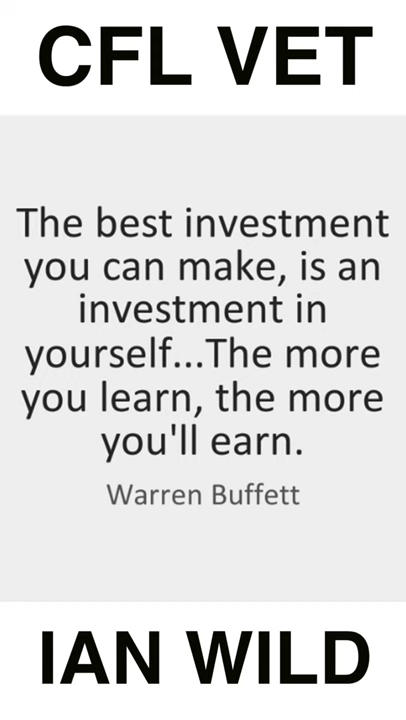 CFL VET
The best investment
you can make, is an
investment in
yourself...The more
you learn, the more
you'll earn.
Warren Buffett
IAN WILD